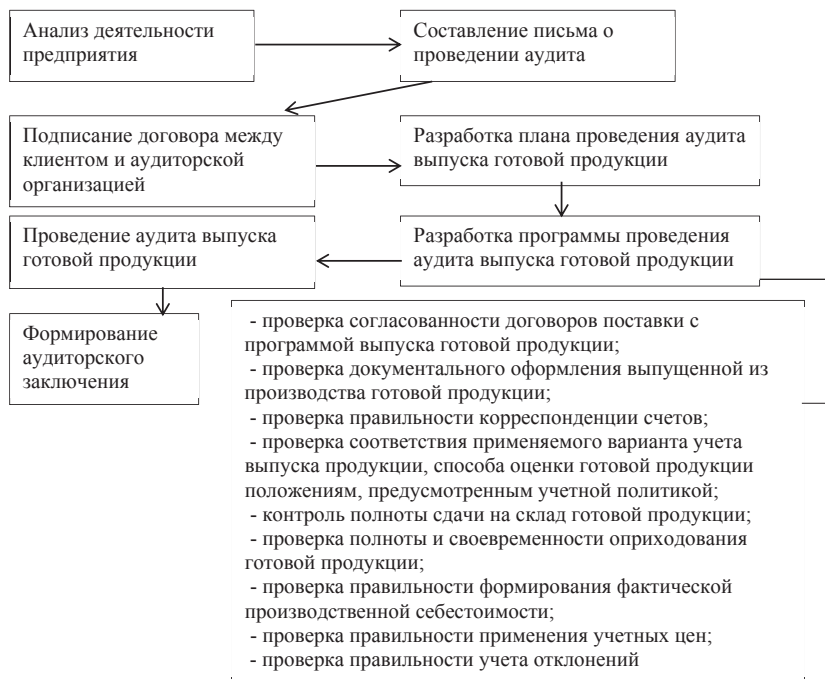 Анализ деятельности
предприятия
Составление письма о
проведении аудита
Подписание договора между
клиентом и аудиторской
организацией
Разработка плана проведения аудита
выпуска готовой продукции
Разработка программы проведения
аудита выпуска готовой продукции
Проведение аудита выпуска
готовой продукции
Формирование
аудиторского
заключения
- проверка согласованности договоров поставки с
программой выпуска готовой продукции;
- проверка документального оформления выпущенной из
производства готовой продукции;
- проверка правильности корреспонденции счетов;
- проверка соответствия применяемого варианта учета
выпуска продукции, способа оценки готовой продукции
положениям, предусмотренным учетной политикой;
- контроль полноты сдачи на склад готовой продукции;
- проверка полноты и своевременности оприходования
готовой продукции;
- проверка правильности формирования фактической
производственной себестоимости;
- проверка правильности применения учетных цен;
- проверка правильности учета отклонений